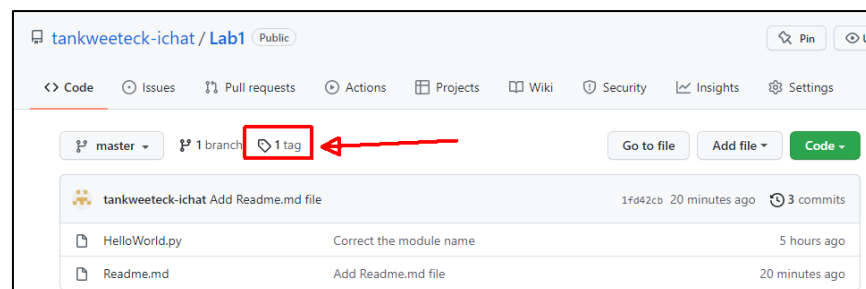 tankweeteck-ichat / Lab1 Public Pin
Code Issues Pull requests Actions Projects Wiki Security Insights Settings
master 1 branch 1 tag Go to file Add file Code
tankweeteck-ichat Add Readme.md file 1fd42cb 20 minutes ago 3 commits
HelloWorld.py Correct the module name 5 hours ago
Readme.md Add Readme.md file 20 minutes ago